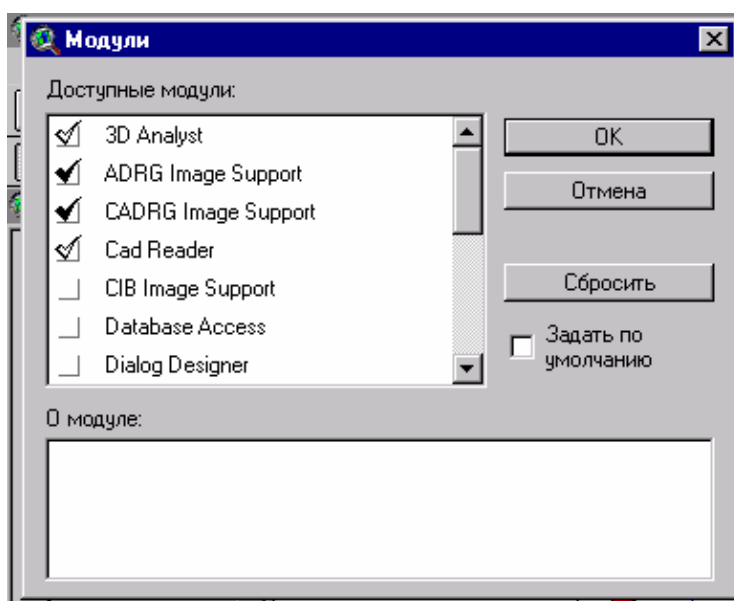 Модули
Доступные модули:
3D Analyst
ADRG Image Support
CADRG Image Support
Cad Reader
CIB Image Support
Database Access
Dialog Designer
OK
Отмена
Сбросить
Задать по
умолчанию
О модуле: